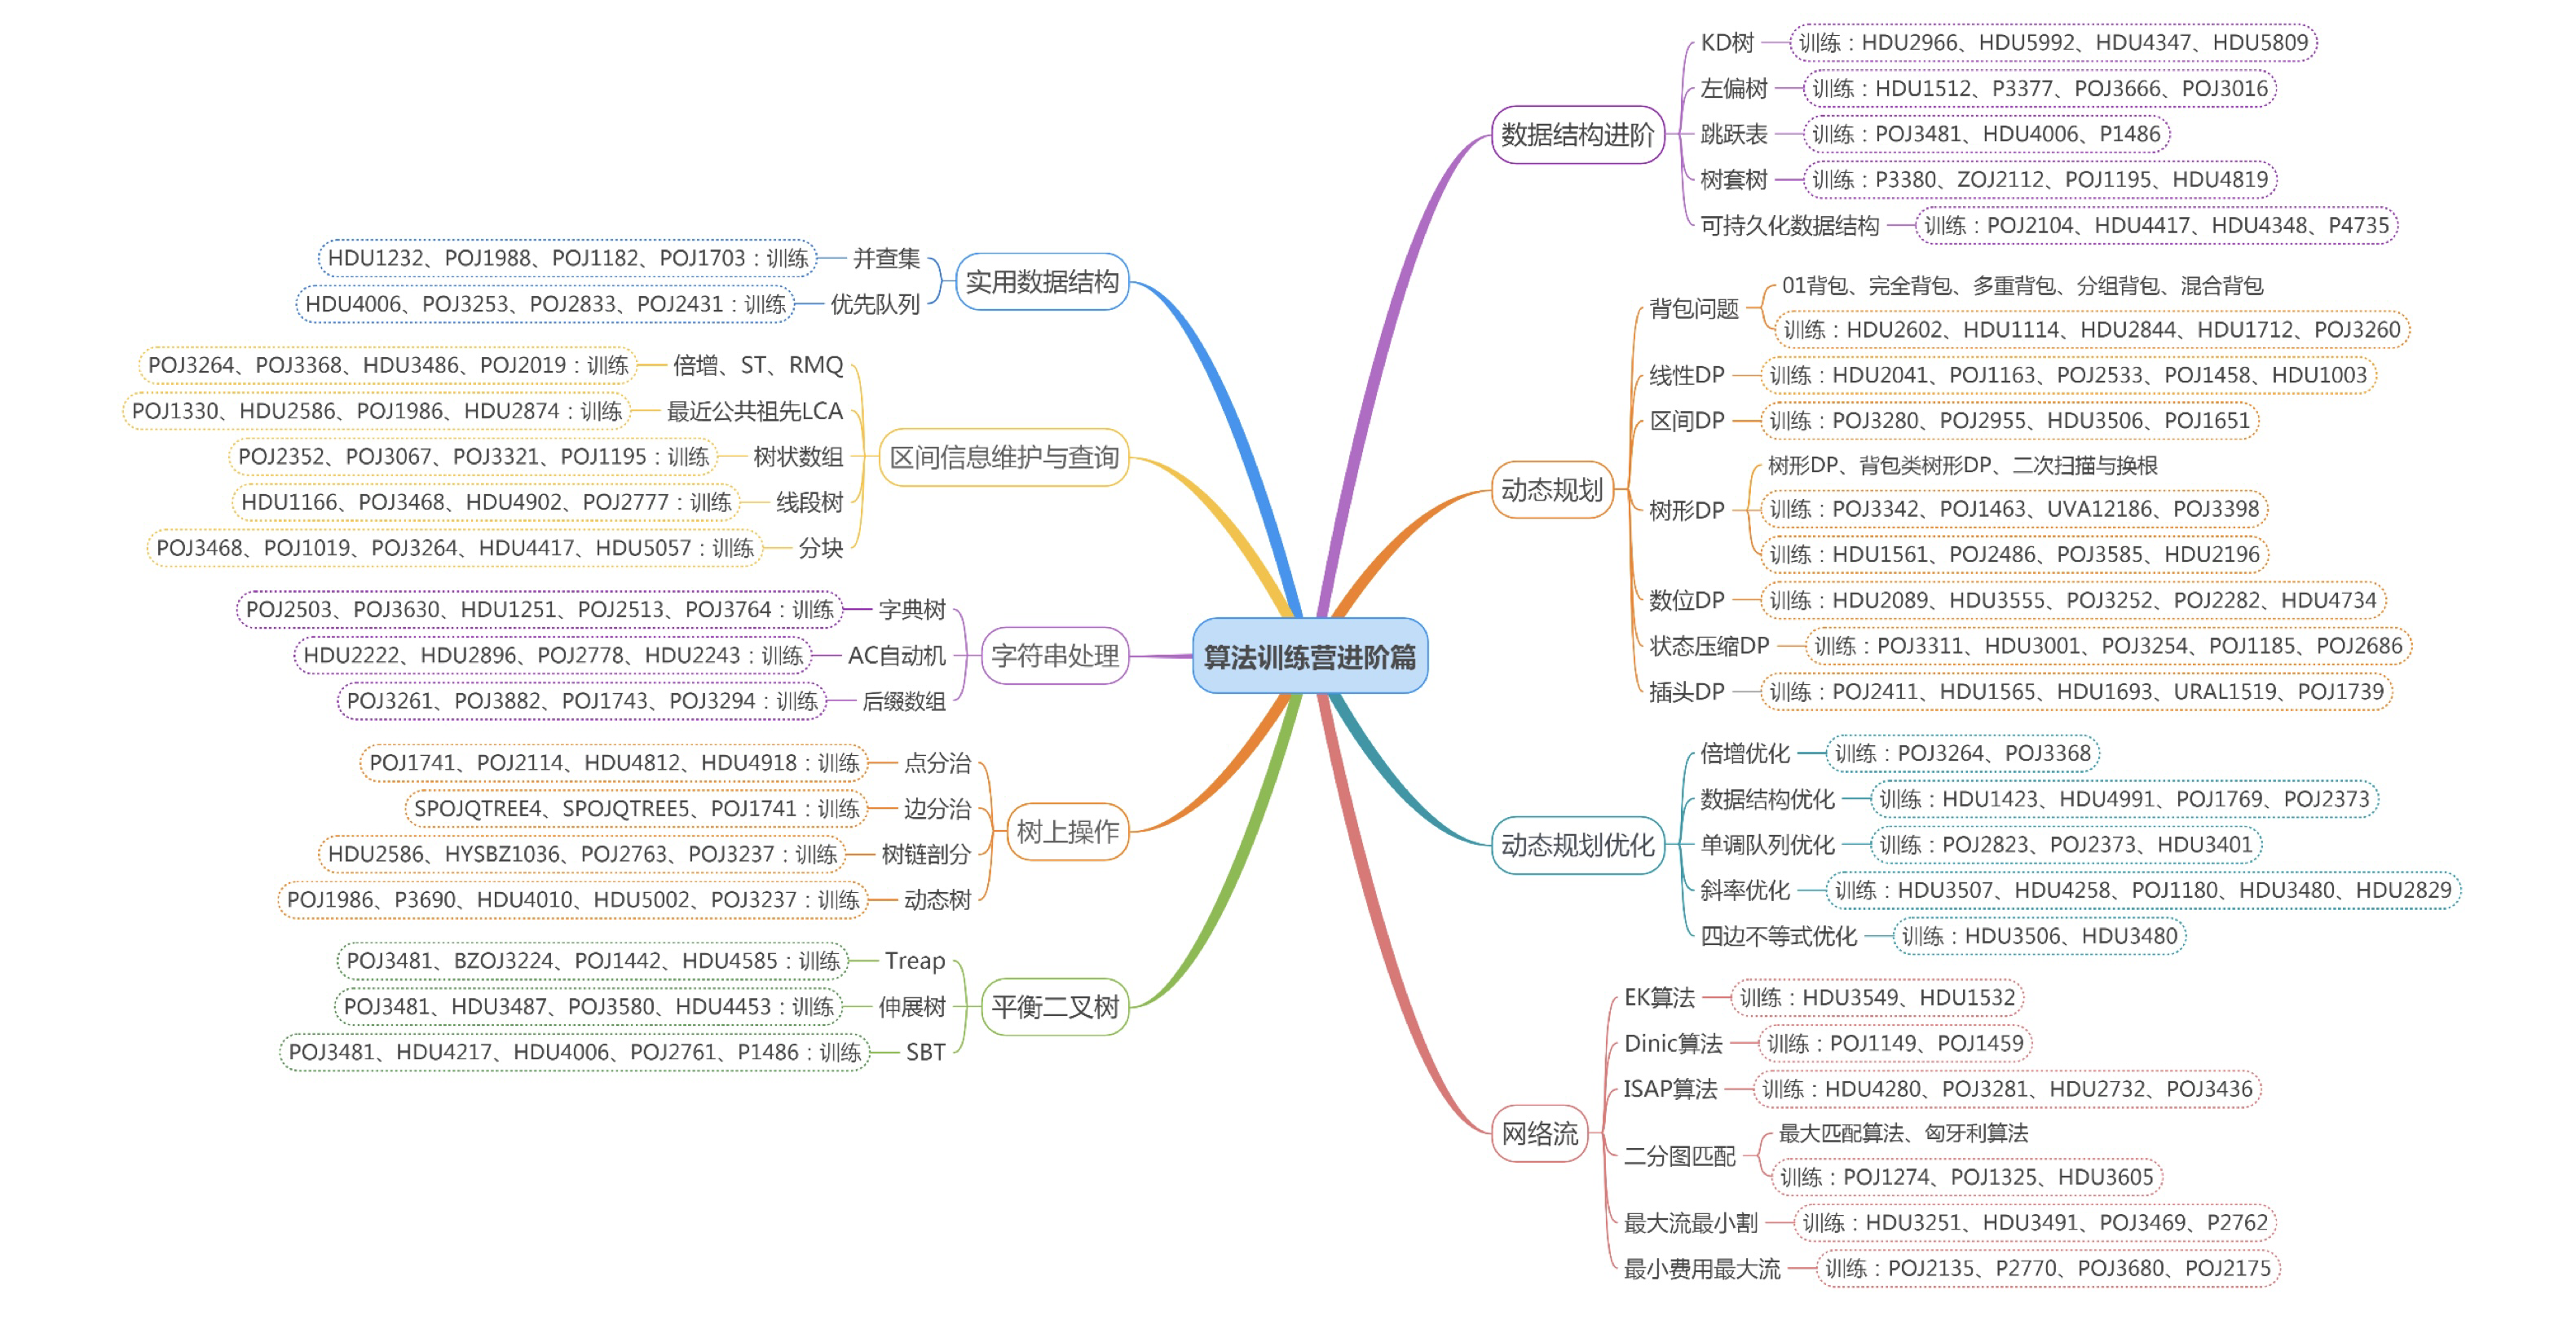 算法训练营进阶篇
实用数据结构
并查集
HDU1232、POJ1988、POJ1182、POJ1703：训练
优先队列
HDU4006、POJ3253、POJ2833、POJ2431：训练
区间信息维护与查询
倍增、ST、RMQ
POJ3264、POJ3368、HDU3486、POJ2019：训练
最近公共祖先LCA
POJ1330、HDU2586、POJ1986、HDU2874：训练
树状数组
POJ2352、POJ3067、POJ3321、POJ1195：训练
线段树
HDU1166、POJ3468、HDU4902、POJ2777：训练
分块
POJ3468、POJ1019、POJ3264、HDU4417、HDU5057：训练
字符串处理
字典树
POJ2503、POJ3630、HDU1251、POJ2513、POJ3764：训练
AC自动机
HDU2222、HDU2896、POJ2778、HDU2243：训练
后缀数组
POJ3261、POJ3882、POJ1743、POJ3294：训练
树上操作
点分治
POJ1741、POJ2114、HDU4812、HDU4918：训练
边分治
SPOJQTREE4、SPOJQTREE5、POJ1741：训练
树链剖分
HDU2586、HYSBZ1036、POJ2763、POJ3237：训练
动态树
POJ1986、P3690、HDU4010、HDU5002、POJ3237：训练
平衡二叉树
Treap
POJ3481、BZOJ3224、POJ1442、HDU4585：训练
伸展树
POJ3481、HDU3487、POJ3580、HDU4453：训练
SBT
POJ3481、HDU4217、HDU4006、POJ2761、P1486：训练
数据结构进阶
KD树
训练：HDU2966、HDU5992、HDU4347、HDU5809
左偏树
训练：HDU1512、P3377、POJ3666、POJ3016
跳跃表
训练：POJ3481、HDU4006、P1486
树套树
训练：P3380、ZOJ2112、POJ1195、HDU4819
可持久化数据结构
训练：POJ2104、HDU4417、HDU4348、P4735
动态规划
背包问题
01背包、完全背包、多重背包、分组背包、混合背包
训练：HDU2602、HDU1114、HDU2844、HDU1712、POJ3260
线性DP
训练：HDU2041、POJ1163、POJ2533、POJ1458、HDU1003
区间DP
训练：POJ3280、POJ2955、HDU3506、POJ1651
树形DP
树形DP、背包类树形DP、二次扫描与换根
训练：POJ3342、POJ1463、UVA12186、POJ3398
训练：HDU1561、POJ2486、POJ3585、HDU2196
数位DP
训练：HDU2089、HDU3555、POJ3252、POJ2282、HDU4734
状态压缩DP
训练：POJ3311、HDU3001、POJ3254、POJ1185、POJ2686
插头DP
训练：POJ2411、HDU1565、HDU1693、URAL1519、POJ1739
动态规划优化
倍增优化
训练：POJ3264、POJ3368
数据结构优化
训练：HDU1423、HDU4991、POJ1769、POJ2373
单调队列优化
训练：POJ2823、POJ2373、HDU3401
斜率优化
训练：HDU3507、HDU4258、POJ1180、HDU3480、HDU2829
四边不等式优化
训练：HDU3506、HDU3480
网络流
EK算法
训练：HDU3549、HDU1532
Dinic算法
训练：POJ1149、POJ1459
ISAP算法
训练：HDU4280、POJ3281、HDU2732、POJ3436
二分图匹配
最大匹配算法、匈牙利算法
训练：POJ1274、POJ1325、HDU3605
最大流最小割
训练：HDU3251、HDU3491、POJ3469、P2762
最小费用最大流
训练：POJ2135、P2770、POJ3680、POJ2175